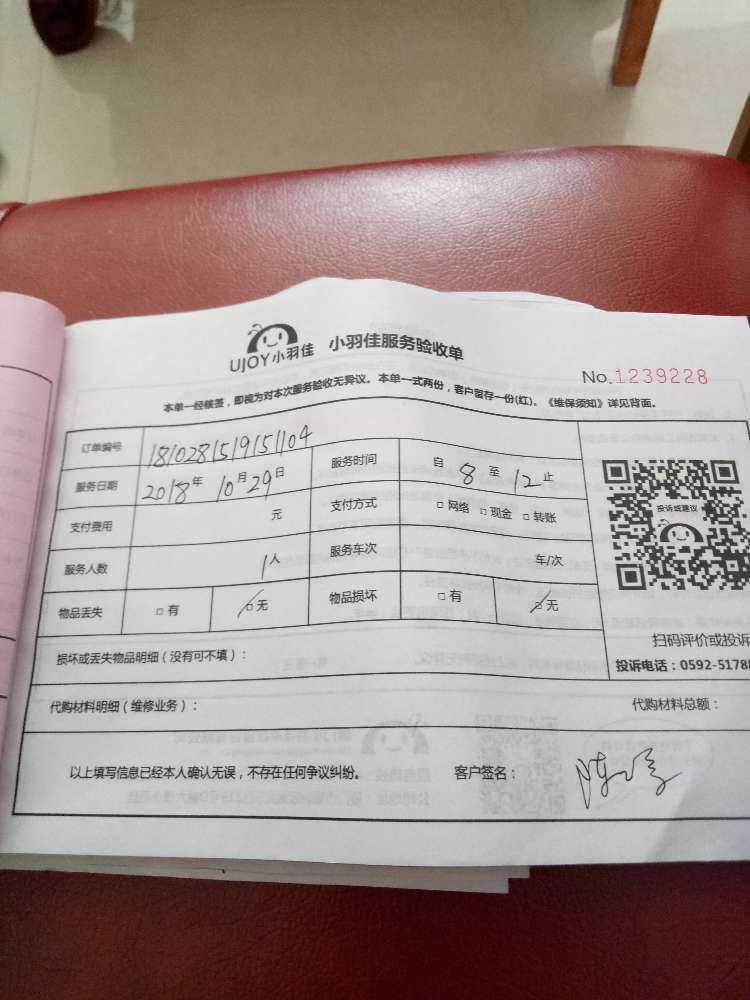 UJOY小羽佳 小羽佳服务验收单
No.1239228
本单一经核签，即视为对本次服务验收无异议。本单一式两份，客户留存一份(红)。《维保须知》详见背面。
订单编号 1810281519151104 服务时间 自 8 至 12 止
服务日期 2018年 10月29日 支付方式 □网络 □现金 □转账
支付费用 元 服务车次 车/次
服务人数 1人
物品丢失 □有 □无 物品损坏 □有 □无
投诉或建议
扫码评价或投诉
投诉电话：0592-5178
损坏或丢失物品明细（没有可不填）：
代购材料明细（维修业务）： 代购材料总额：
以上填写信息已经本人确认无误，不存在任何争议纠纷。 客户签名：